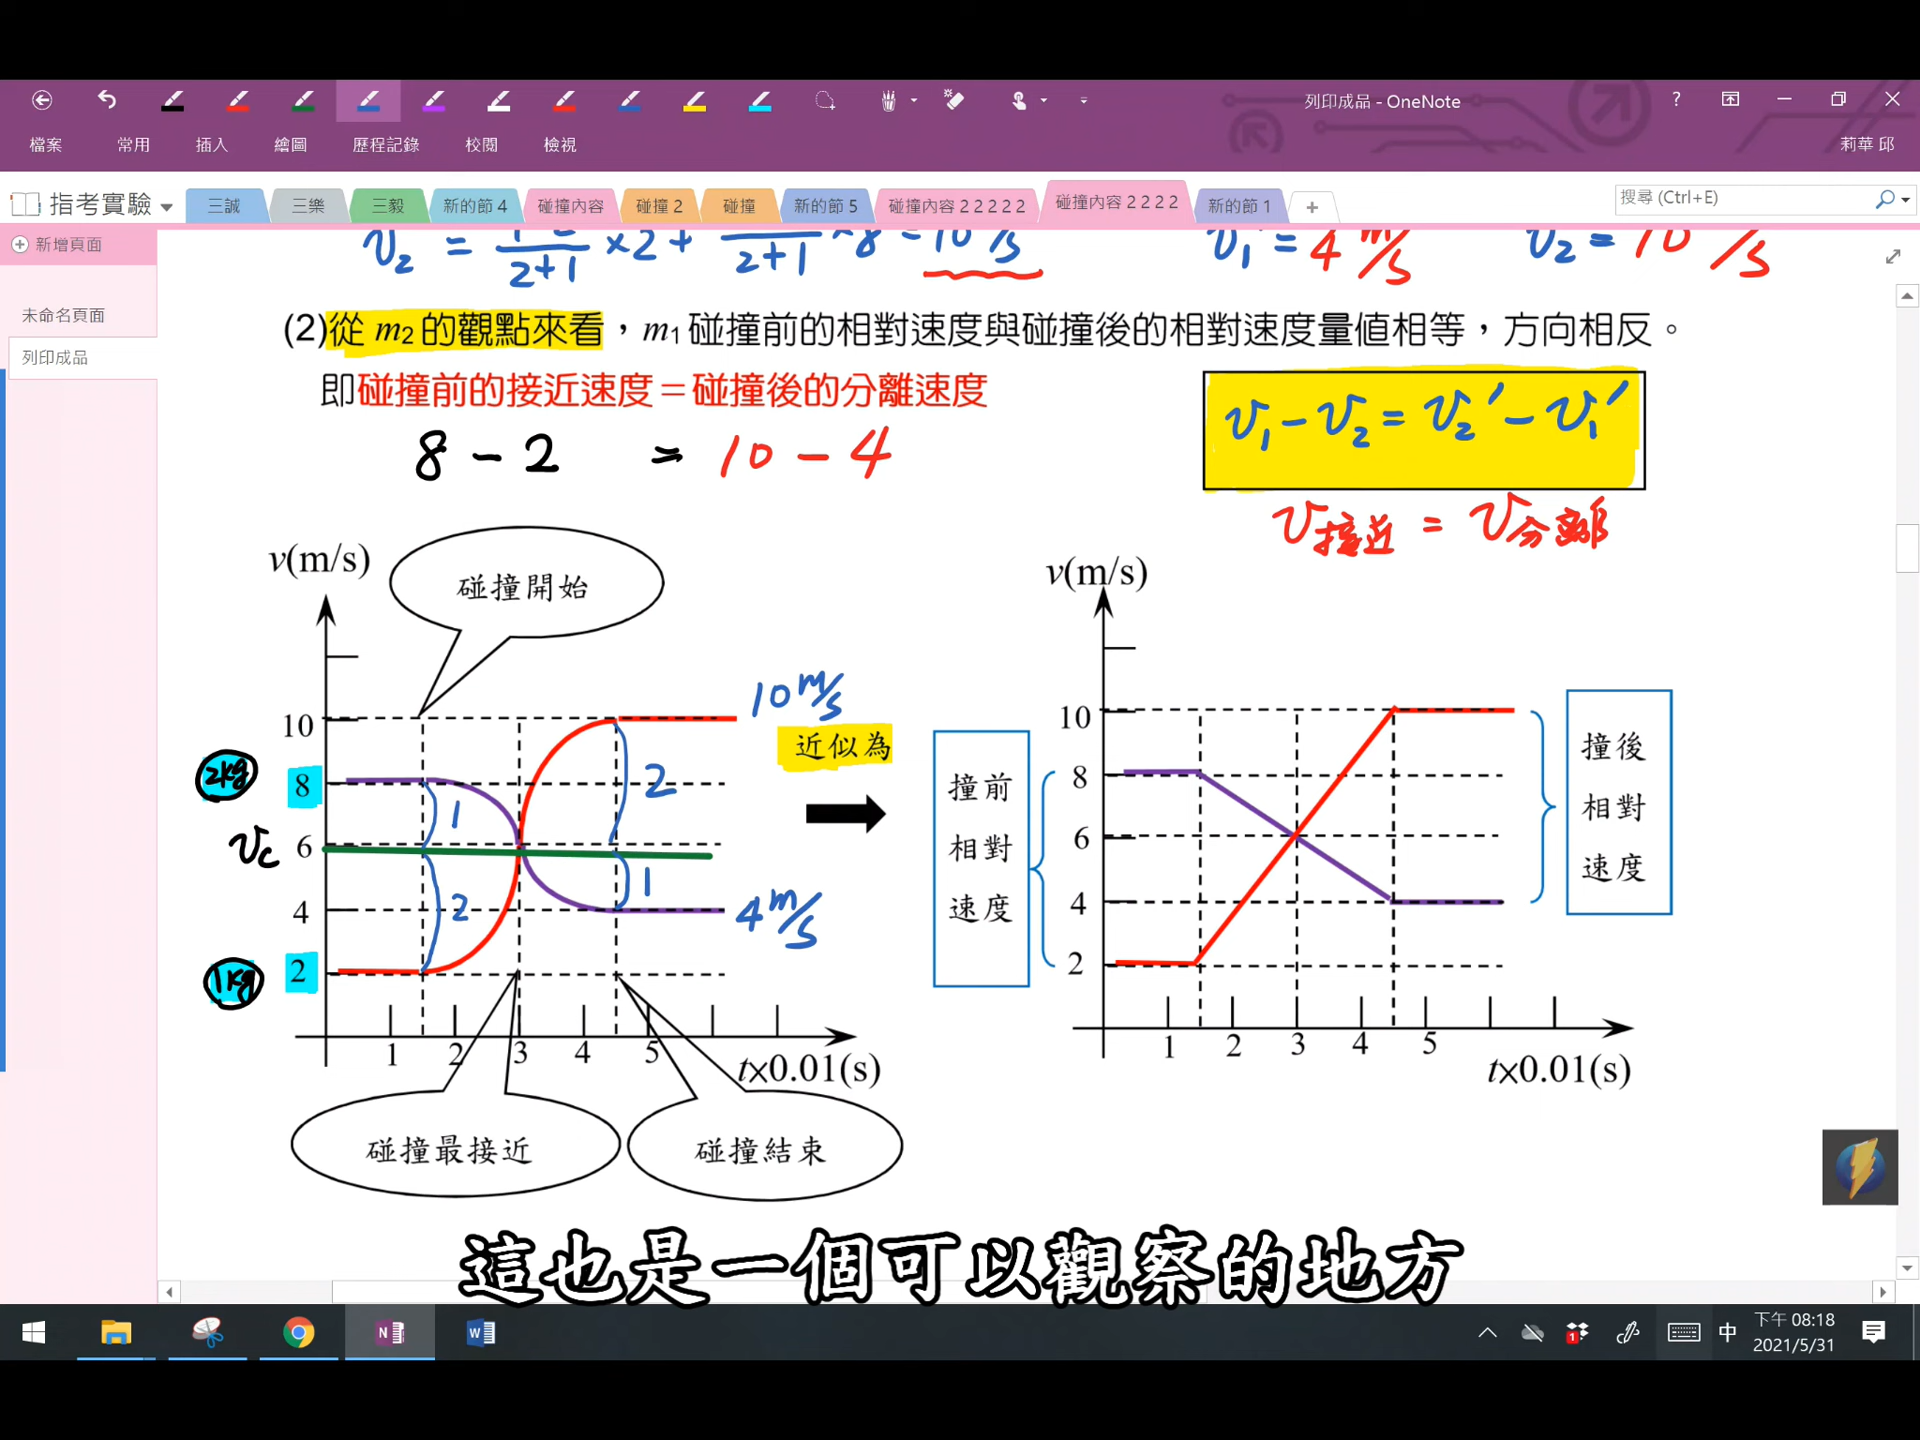 列印成品 - OneNote
?
檔案 常用 插入 繪圖 歷程記錄 校閱 檢視
莉華 邱
指考實驗 三誠 三樂 三毅 新的節 4 碰撞內容 碰撞 2 碰撞 新的節 5 碰撞內容 2 2 2 2 2 碰撞內容 2 2 2 2 新的節 1 +
搜尋 (Ctrl+E)
新增頁面
未命名頁面
列印成品
v₂ = 2+1 ×2 + 2+1 ×8 = 10 /s
v₁' = 4 m/s v₂ = 10 /s
(2)從 m₂ 的觀點來看，m₁ 碰撞前的相對速度與碰撞後的相對速度量值相等，方向相反。
即碰撞前的接近速度＝碰撞後的分離速度
8 - 2 = 10 - 4
v₁ - v₂ = v₂' - v₁'
v接近 = v分離
v(m/s)
碰撞開始
10
8
6
4
2
2kg
vc
1kg
1
2
2
1
10 m/s
4 m/s
1 2 3 4 5
t×0.01(s)
碰撞最接近
碰撞結束
近似為
撞前
相對
速度
v(m/s)
10
8
6
4
2
1 2 3 4 5
t×0.01(s)
撞後
相對
速度
這也是一個可以觀察的地方
中
下午 08:18
2021/5/31